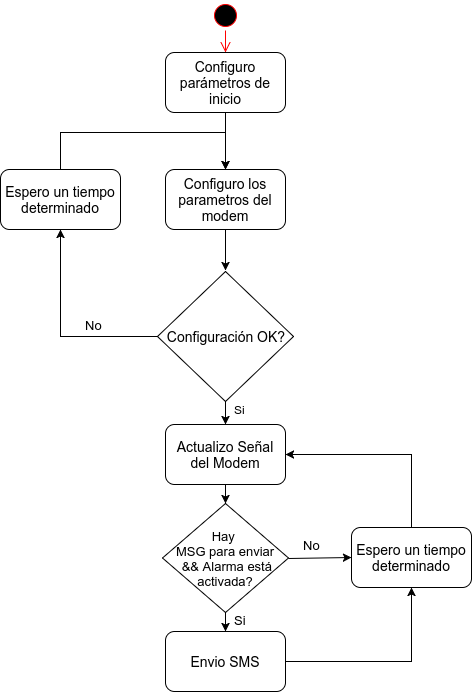 Configuro
parámetros de
inicio
Espero un tiempo
determinado
Configuro los
parametros del
modem
No
Configuración OK?
Si
Actualizo Señal
del Modem
Hay
MSG para enviar
&& Alarma está
activada?
No
Espero un tiempo
determinado
Si
Envio SMS